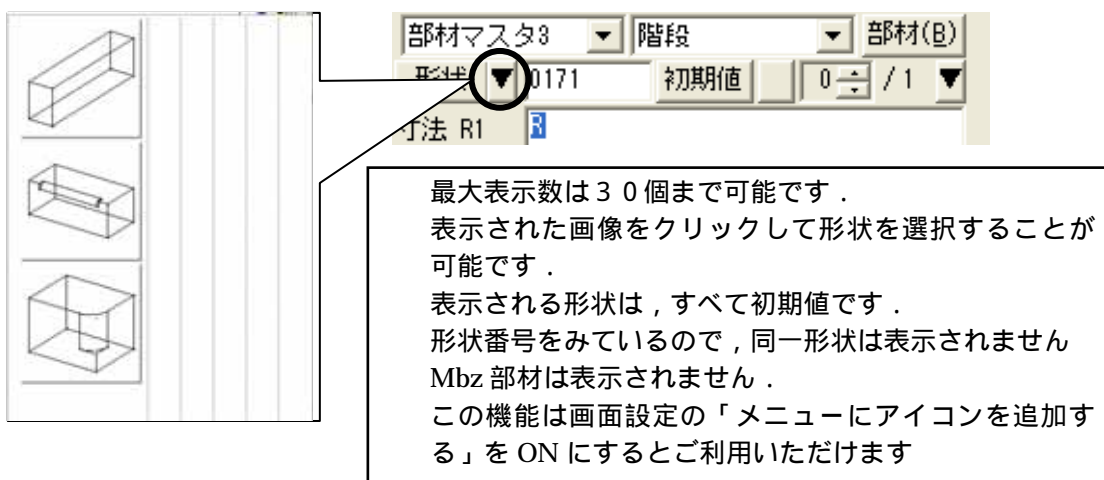 部材マスタ3 階段 部材(B)
形状 0171 初期値 0 / 1
寸法 R1 R
最大表示数は３０個まで可能です．
表示された画像をクリックして形状を選択することが
可能です．
表示される形状は，すべて初期値です．
形状番号をみているので，同一形状は表示されません
Mbz 部材は表示されません．
この機能は画面設定の「メニューにアイコンを追加す
る」を ON にするとご利用いただけます